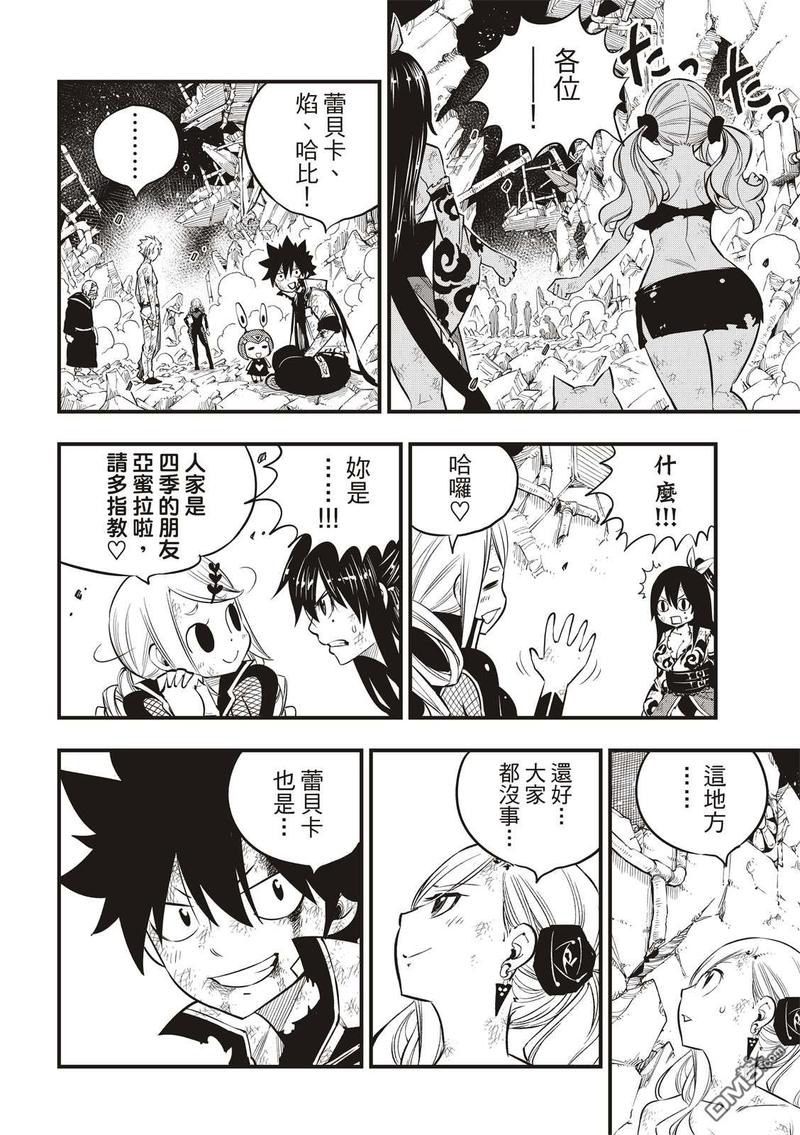 各位
——！
たっ
たっ
蕾貝卡、
焰、哈比！
………
什麼!!!
哈囉♡
妳是
……!!!
人家是
四季的朋友
亞蜜拉啦，
請多指教♡
這地方
……
還好…
大家
都沒事…
蕾貝卡
也是…